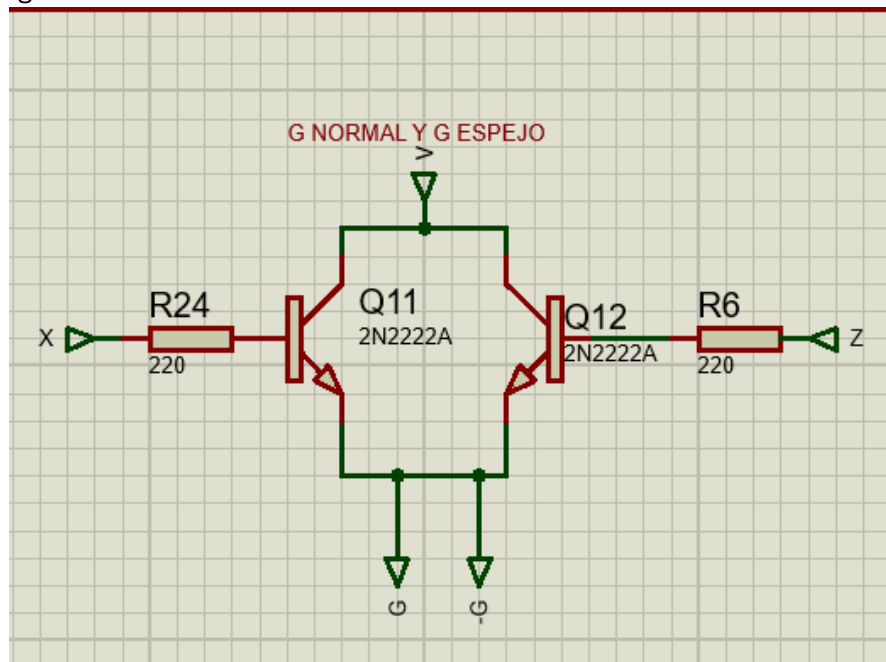 G NORMAL Y G ESPEJO
V
R24
Q11
Q12
R6
X
2N2222A
2N2222A
Z
220
220
G
-G